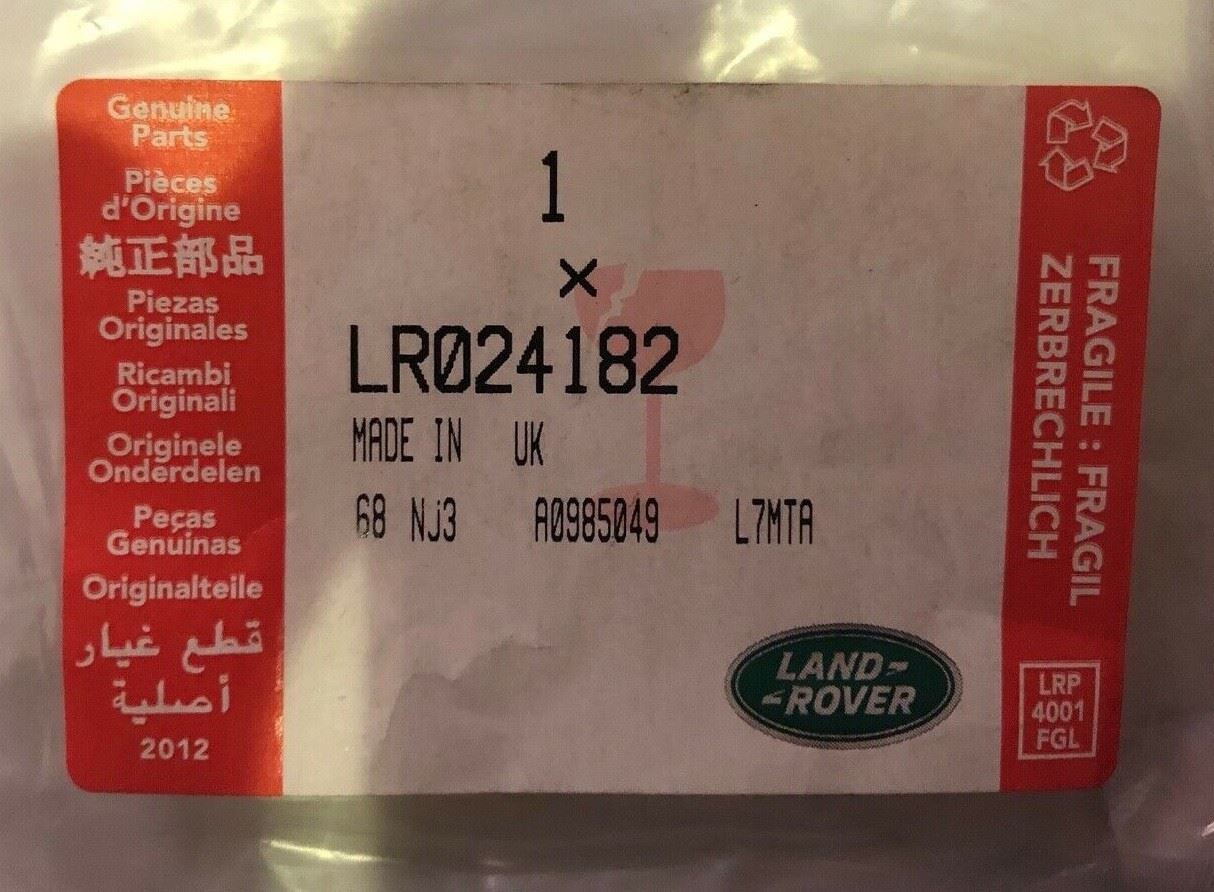 Genuine
Parts
Pièces
d'Origine
純正部品
Piezas
Originales
Ricambi
Originali
Originele
Onderdelen
Peças
Genuínas
Originalteile
قطع غيار
أصلية
2012
1
×
LR024182
MADE IN UK
68 NJ3 A0985049 L7MTA
LAND-
-ROVER
FRAGILE : FRAGIL
ZERBRECHLICH
LRP
4001
FGL